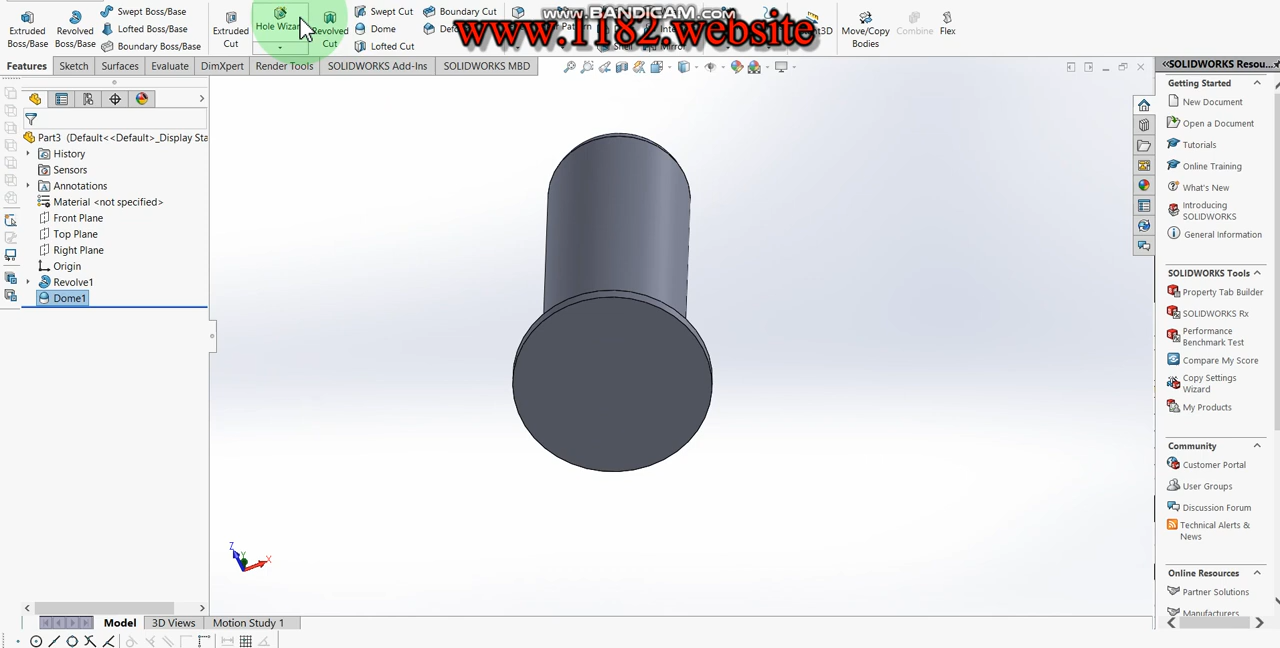 www.BANDICAM.COM
www.1182.website
Extruded Boss/Base
Revolved Boss/Base
Swept Boss/Base
Lofted Boss/Base
Boundary Boss/Base
Extruded Cut
Hole Wizard
Revolved Cut
Swept Cut
Dome
Lofted Cut
Boundary Cut
Move/Copy Bodies
Combine
Flex
Features
Sketch
Surfaces
Evaluate
DimXpert
Render Tools
SOLIDWORKS Add-Ins
SOLIDWORKS MBD
Part3 (Default<<Default>_Display Sta
History
Sensors
Annotations
Material <not specified>
Front Plane
Top Plane
Right Plane
Origin
Revolve1
Dome1
Z
Y
X
Model
3D Views
Motion Study 1
SOLIDWORKS Resou...
Getting Started
New Document
Open a Document
Tutorials
Online Training
What's New
Introducing
SOLIDWORKS
General Information
SOLIDWORKS Tools
Property Tab Builder
SOLIDWORKS Rx
Performance
Benchmark Test
Compare My Score
Copy Settings
Wizard
My Products
Community
Customer Portal
User Groups
Discussion Forum
Technical Alerts &
News
Online Resources
Partner Solutions
Manufacturers